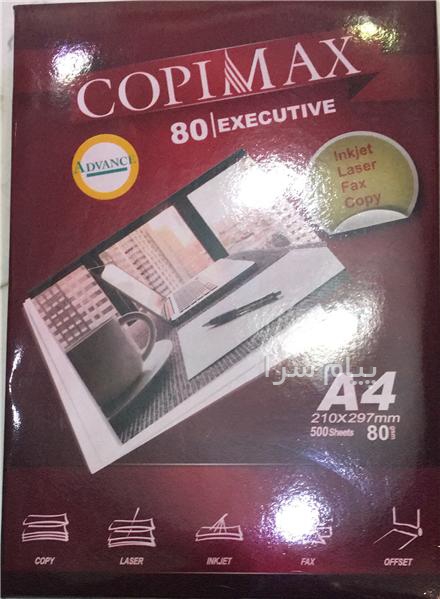 COPIMAX
80|EXECUTIVE
ADVANCE
Inkjet
Laser
Fax
Copy
پیام سرا
A4
210X297mm
500 Sheets 80
COPY LASER INKJET FAX OFFSET